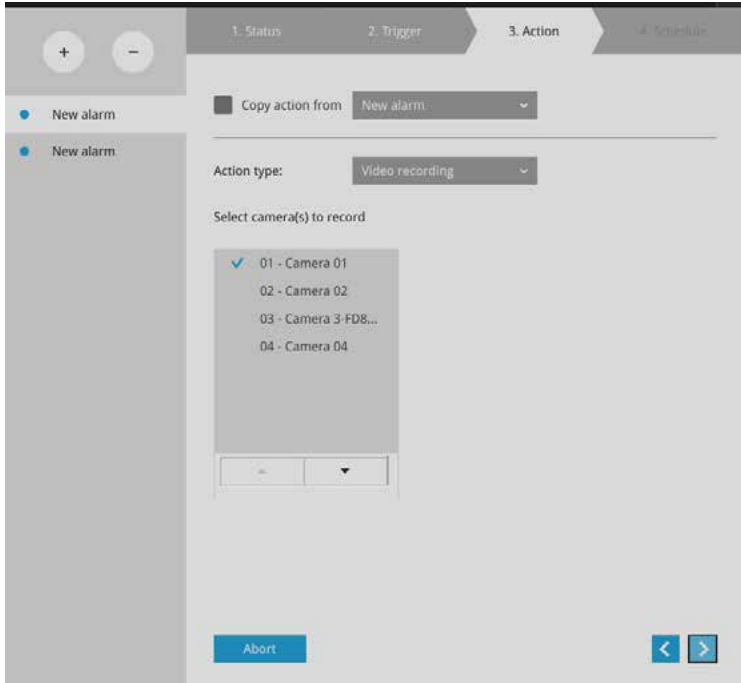 + −
1. Status 2. Trigger 3. Action 4. Schedule
New alarm
New alarm
Copy action from New alarm
Action type: Video recording
Select camera(s) to record
01 - Camera 01
02 - Camera 02
03 - Camera 3-FD8...
04 - Camera 04
Abort